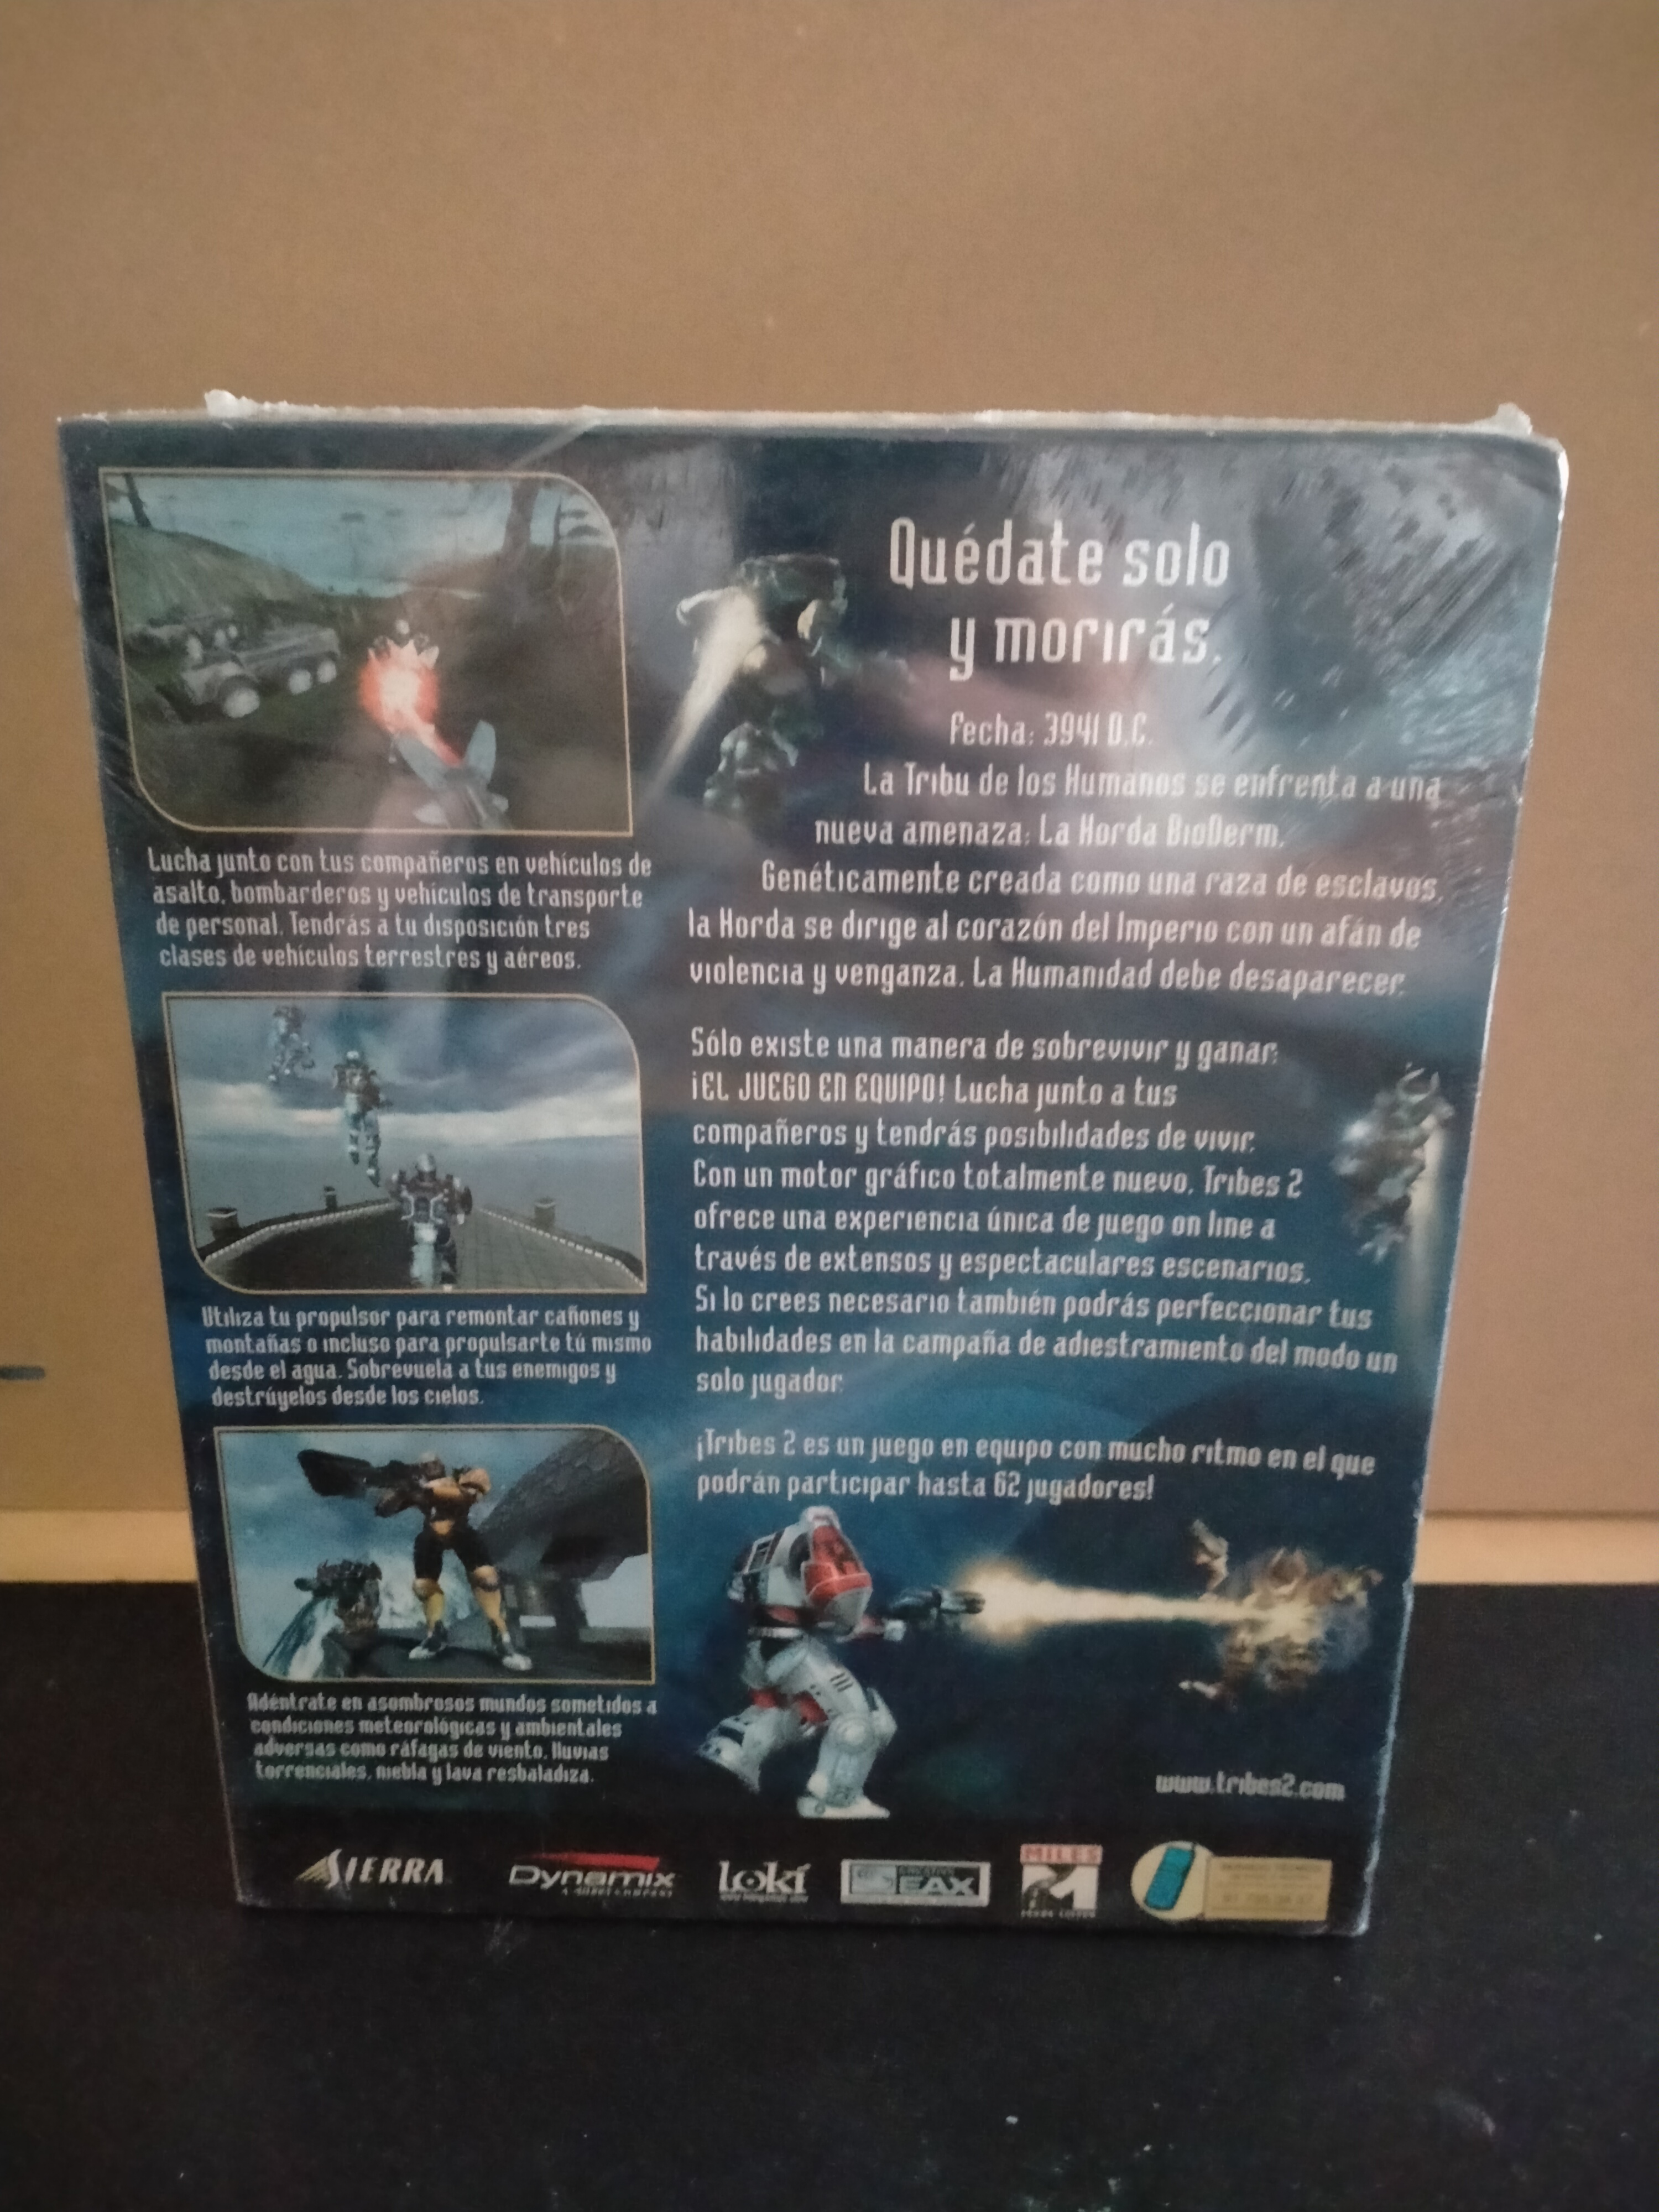 Quédate solo
y morirás.
Fecha: 3941 D.C.
La Tribu de los Humanos se enfrenta a una
nueva amenaza: La Horda BioDerm.
Genéticamente creada como una raza de esclavos,
la Horda se dirige al corazón del Imperio con un afán de
violencia y venganza. La Humanidad debe desaparecer.
Sólo existe una manera de sobrevivir y ganar:
¡EL JUEGO EN EQUIPO! Lucha junto a tus
compañeros y tendrás posibilidades de vivir.
Con un motor gráfico totalmente nuevo, Tribes 2
ofrece una experiencia única de juego on line a
través de extensos y espectaculares escenarios.
Si lo crees necesario también podrás perfeccionar tus
habilidades en la campaña de adiestramiento del modo un
solo jugador.
¡Tribes 2 es un juego en equipo con mucho ritmo en el que
podrán participar hasta 62 jugadores!
Lucha junto con tus compañeros en vehículos de
asalto, bombarderos y vehículos de transporte
de personal. Tendrás a tu disposición tres
clases de vehículos terrestres y aéreos.
Utiliza tu propulsor para remontar cañones y
montañas o incluso para propulsarte tú mismo
desde el agua. Sobrevuela a tus enemigos y
destrúyelos desde los cielos.
Adéntrate en asombrosos mundos sometidos a
condiciones meteorológicas y ambientales
adversas como ráfagas de viento, lluvias
torrenciales, niebla y lava resbaladiza.
www.tribes2.com
SIERRA
Dynamix
A SIERRA COMPANY
loki
CREATIVE
EAX
MILES